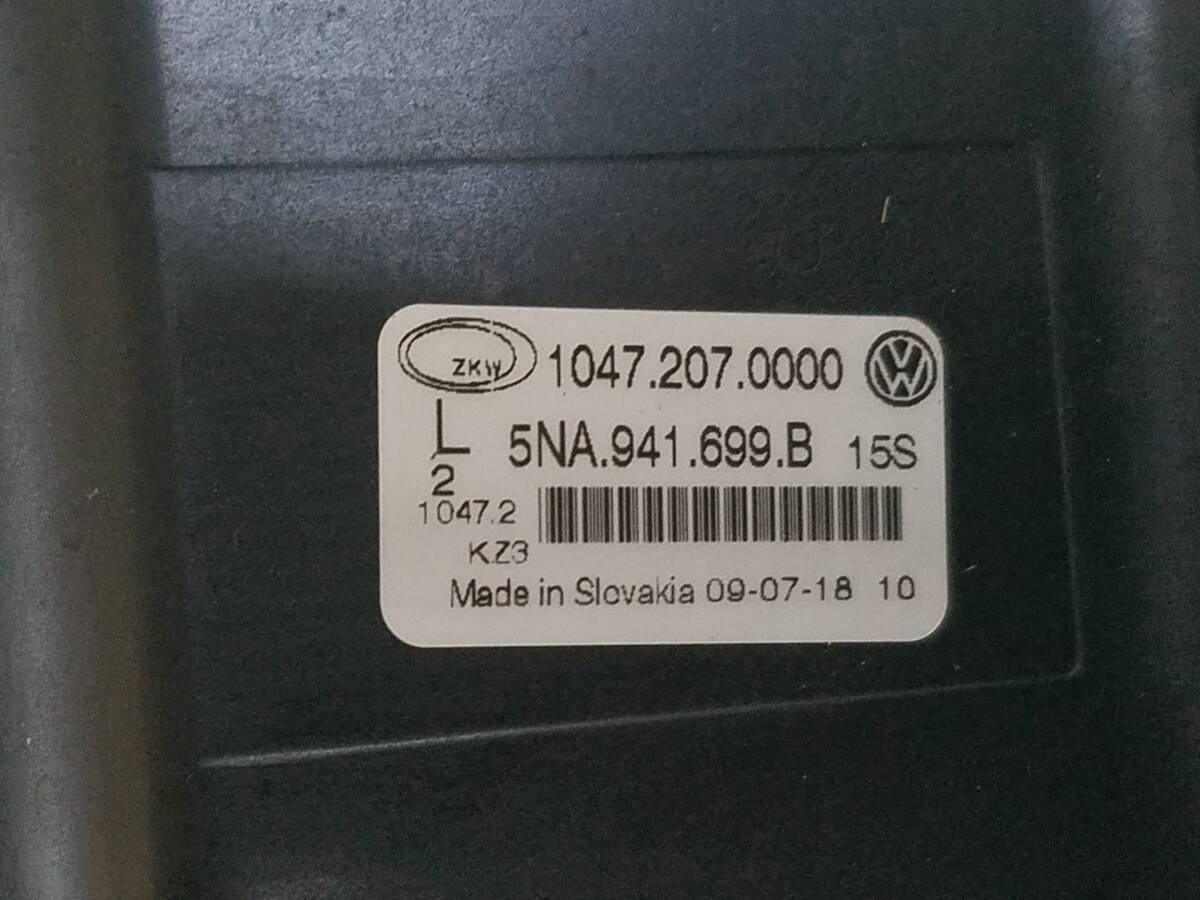 ZKW 1047.207.0000 VW
L 5NA.941.699.B 15S
2
1047.2
KZ3
Made in Slovakia 09-07-18 10